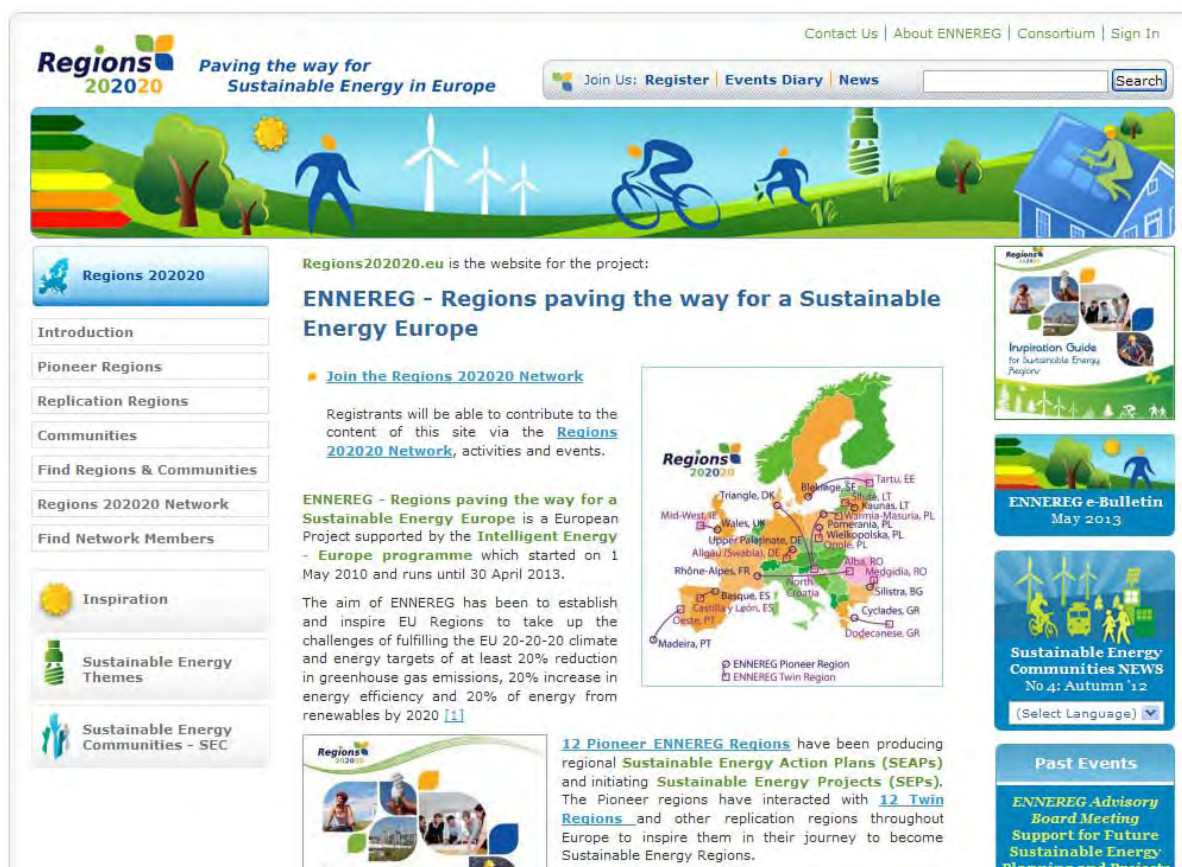 Contact Us | About ENNEREG | Consortium | Sign In
Regions
202020
Paving the way for
Sustainable Energy in Europe
Join Us: Register | Events Diary | News
Search
Regions 202020
Introduction
Pioneer Regions
Replication Regions
Communities
Find Regions & Communities
Regions 202020 Network
Find Network Members
Inspiration
Sustainable Energy
Themes
Sustainable Energy
Communities - SEC
Regions202020.eu is the website for the project:
ENNEREG - Regions paving the way for a Sustainable
Energy Europe
Join the Regions 202020 Network
Registrants will be able to contribute to the
content of this site via the Regions
202020 Network, activities and events.
ENNEREG - Regions paving the way for a
Sustainable Energy Europe is a European
Project supported by the Intelligent Energy
- Europe programme which started on 1
May 2010 and runs until 30 April 2013.
The aim of ENNEREG has been to establish
and inspire EU Regions to take up the
challenges of fulfilling the EU 20-20-20 climate
and energy targets of at least 20% reduction
in greenhouse gas emissions, 20% increase in
energy efficiency and 20% of energy from
renewables by 2020 [1]
Regions
202020
Tartu, EE
Blekinge, SE
Triangle, DK
Silute, LT
Kaunas, LT
Mid-West, IE
Warmia-Masuria, PL
Wales, UK
Pomerania, PL
Upper Palatinate, DE
Wielkopolska, PL
Opole, PL
Allgäu (Swabia), DE
Alba, RO
Rhône-Alpes, FR
Medgidia, RO
North
Croatia
Silistra, BG
Basque, ES
Castilla y León, ES
Cyclades, GR
Oeste, PT
Dodecanese, GR
Madeira, PT
ENNEREG Pioneer Region
ENNEREG Twin Region
Regions
202020
12 Pioneer ENNEREG Regions have been producing
regional Sustainable Energy Action Plans (SEAPs)
and initiating Sustainable Energy Projects (SEPs).
The Pioneer regions have interacted with 12 Twin
Regions and other replication regions throughout
Europe to inspire them in their journey to become
Sustainable Energy Regions.
Regions
202020
Inspiration Guide
for Sustainable Energy
Regions
ENNEREG e-Bulletin
May 2013
Sustainable Energy
Communities NEWS
No 4: Autumn '12
(Select Language)
Past Events
ENNEREG Advisory
Board Meeting
Support for Future
Sustainable Energy
Planning and Projects